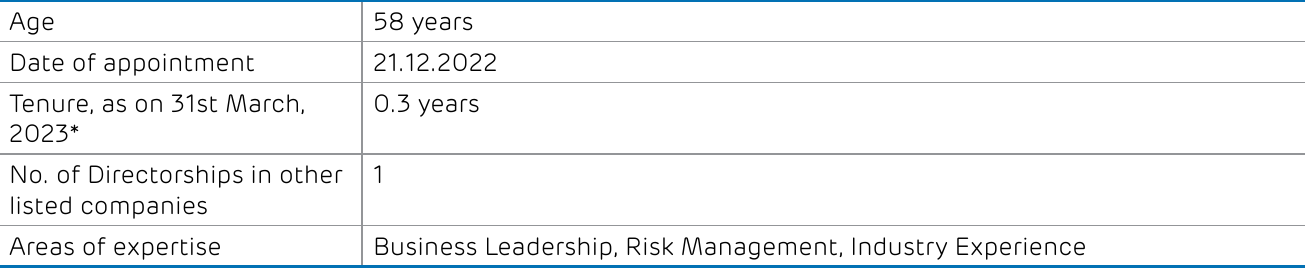 Age 58 years
Date of appointment 21.12.2022
Tenure, as on 31st March, 0.3 years
2023*
No. of Directorships in other 1
listed companies
Areas of expertise Business Leadership, Risk Management, Industry Experience